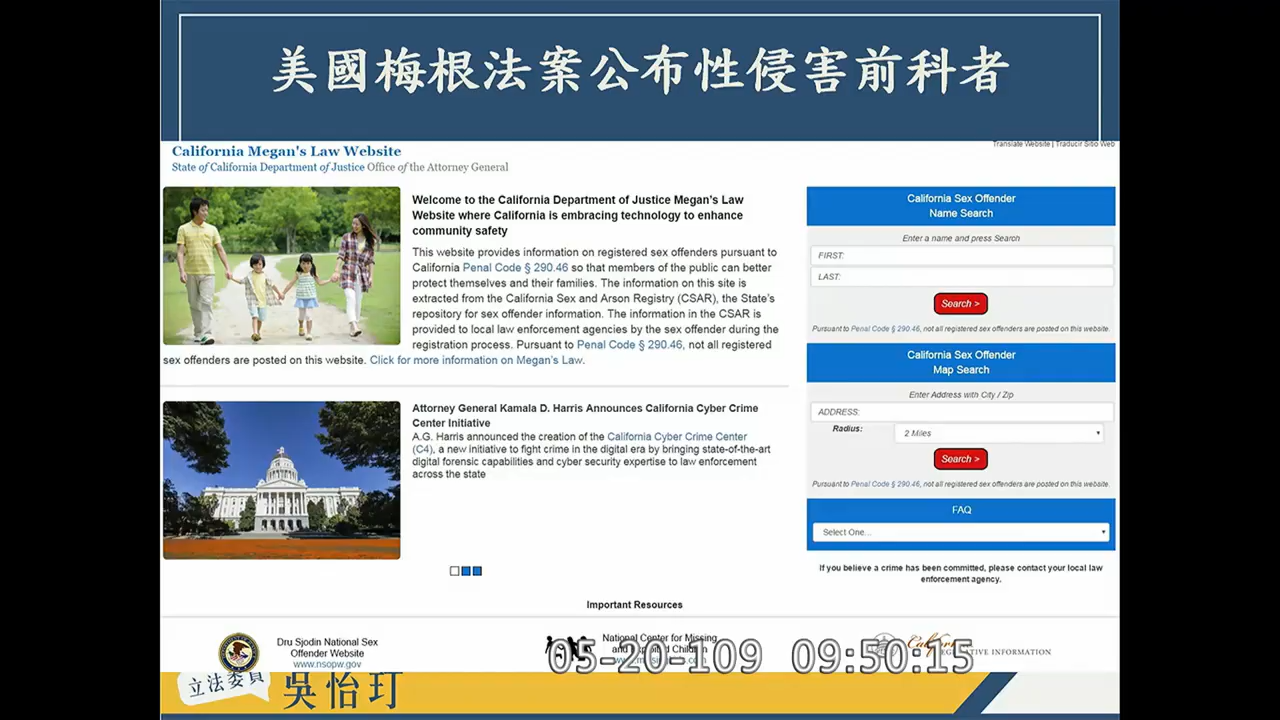 美國梅根法案公布性侵害前科者
California Megan's Law Website
State of California Department of Justice Office of the Attorney General
Translate Website | Traducir Sitio Web
Welcome to the California Department of Justice Megan's Law
Website where California is embracing technology to enhance
community safety
This website provides information on registered sex offenders pursuant to
California Penal Code § 290.46 so that members of the public can better
protect themselves and their families. The information on this site is
extracted from the California Sex and Arson Registry (CSAR), the State's
repository for sex offender information. The information in the CSAR is
provided to local law enforcement agencies by the sex offender during the
registration process. Pursuant to Penal Code § 290.46, not all registered
sex offenders are posted on this website. Click for more information on Megan's Law.
Attorney General Kamala D. Harris Announces California Cyber Crime
Center Initiative
A.G. Harris announced the creation of the California Cyber Crime Center
(C4), a new initiative to fight crime in the digital era by bringing state-of-the-art
digital forensic capabilities and cyber security expertise to law enforcement
across the state
California Sex Offender
Name Search
Enter a name and press Search
FIRST:
LAST:
Search >
Pursuant to Penal Code § 290.46, not all registered sex offenders are posted on this website.
California Sex Offender
Map Search
Enter Address with City / Zip
ADDRESS:
Radius: 2 Miles
Search >
Pursuant to Penal Code § 290.46, not all registered sex offenders are posted on this website.
FAQ
Select One...
If you believe a crime has been committed, please contact your local law
enforcement agency.
Important Resources
Dru Sjodin National Sex
Offender Website
www.nsopw.gov
National Center for Missing
and Exploited Children
California
LEGISLATIVE INFORMATION
05-20-109 09:50:15
立法委員 吳怡玎